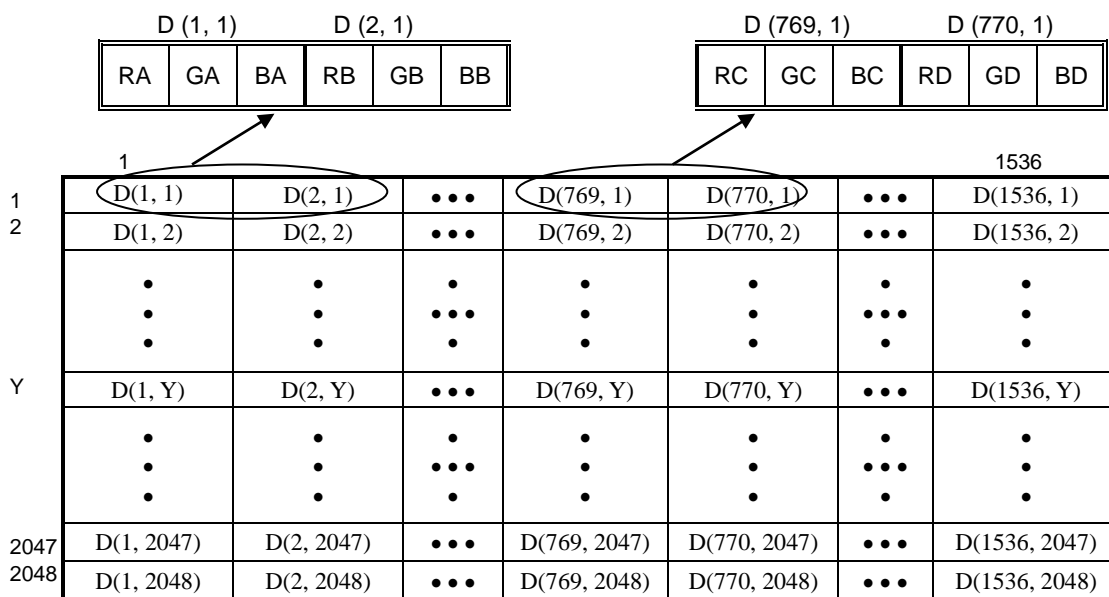 D (1, 1) D (2, 1) D (769, 1) D (770, 1)
RA GA BA RB GB BB RC GC BC RD GD BD
1 1536
1 D(1, 1) D(2, 1) ••• D(769, 1) D(770, 1) ••• D(1536, 1)
2 D(1, 2) D(2, 2) ••• D(769, 2) D(770, 2) ••• D(1536, 2)
• • • • • • •
• • ••• • • ••• •
• • • • • • •
Y D(1, Y) D(2, Y) ••• D(769, Y) D(770, Y) ••• D(1536, Y)
• • • • • • •
• • ••• • • ••• •
• • • • • • •
2047 D(1, 2047) D(2, 2047) ••• D(769, 2047) D(770, 2047) ••• D(1536, 2047)
2048 D(1, 2048) D(2, 2048) ••• D(769, 2048) D(770, 2048) ••• D(1536, 2048)